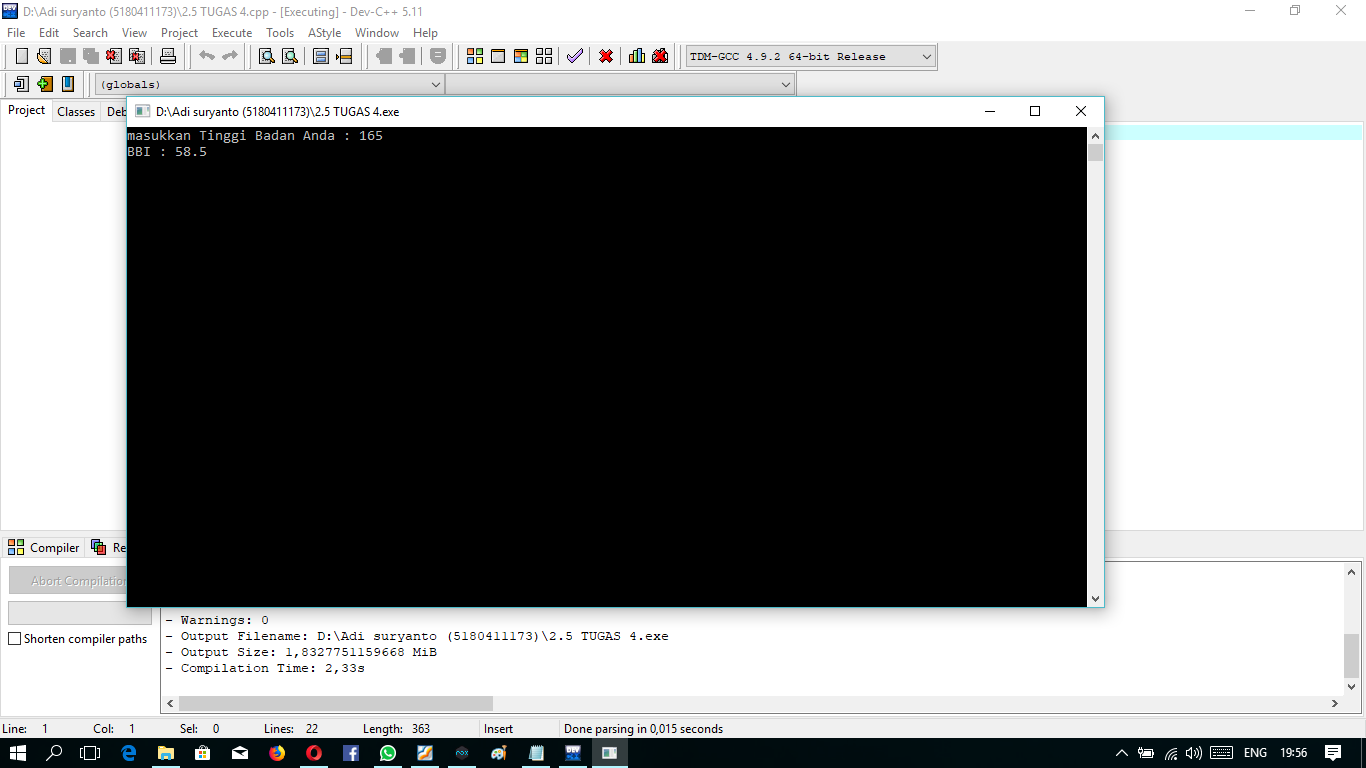 D:\Adi suryanto (5180411173)\2.5 TUGAS 4.cpp - [Executing] - Dev-C++ 5.11
File Edit Search View Project Execute Tools AStyle Window Help
TDM-GCC 4.9.2 64-bit Release
(globals)
Project Classes Deb
D:\Adi suryanto (5180411173)\2.5 TUGAS 4.exe
masukkan Tinggi Badan Anda : 165
BBI : 58.5
Compiler Re
Abort Compilation
Shorten compiler paths
- Warnings: 0
- Output Filename: D:\Adi suryanto (5180411173)\2.5 TUGAS 4.exe
- Output Size: 1,8327751159668 MiB
- Compilation Time: 2,33s
Line: 1 Col: 1 Sel: 0 Lines: 22 Length: 363 Insert Done parsing in 0,015 seconds
ENG 19:56